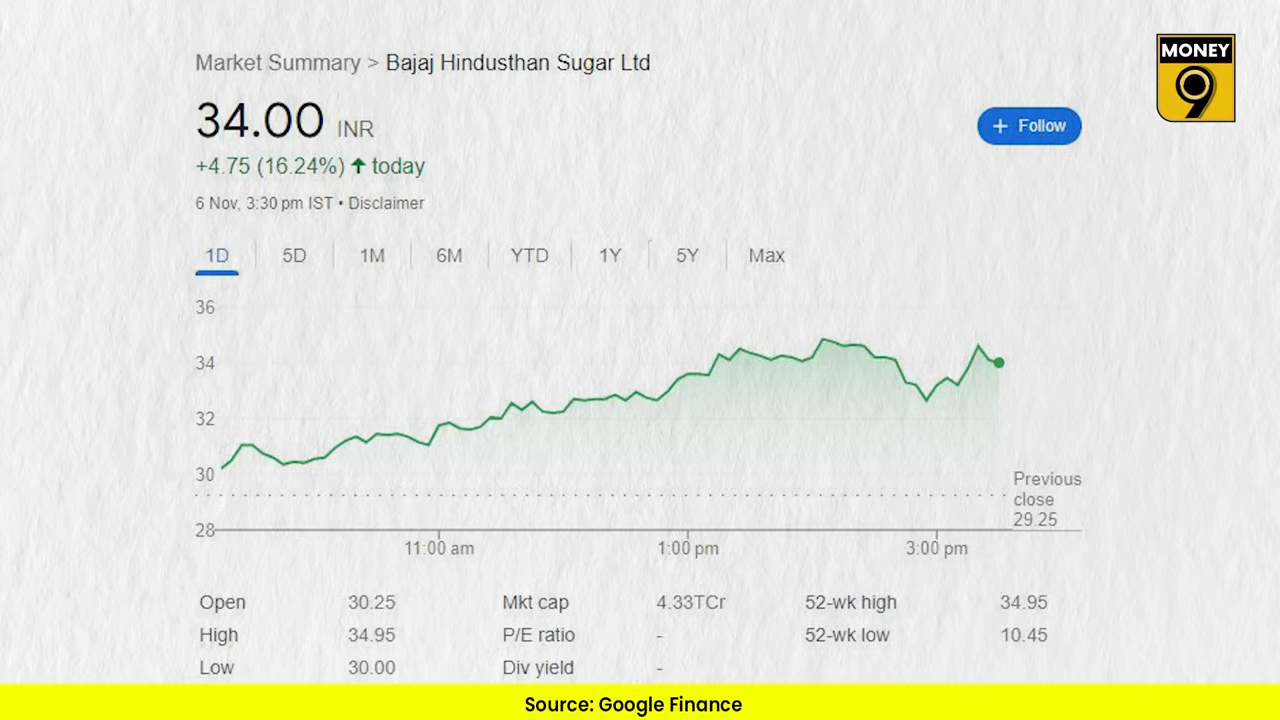 MONEY
9
Market Summary > Bajaj Hindusthan Sugar Ltd
34.00 INR
+ Follow
+4.75 (16.24%) ↑ today
6 Nov, 3:30 pm IST • Disclaimer
1D 5D 1M 6M YTD 1Y 5Y Max
36
34
32
30
Previous
close
29.25
28
11:00 am 1:00 pm 3:00 pm
Open 30.25 Mkt cap 4.33TCr 52-wk high 34.95
High 34.95 P/E ratio - 52-wk low 10.45
Low 30.00 Div yield -
Source: Google Finance